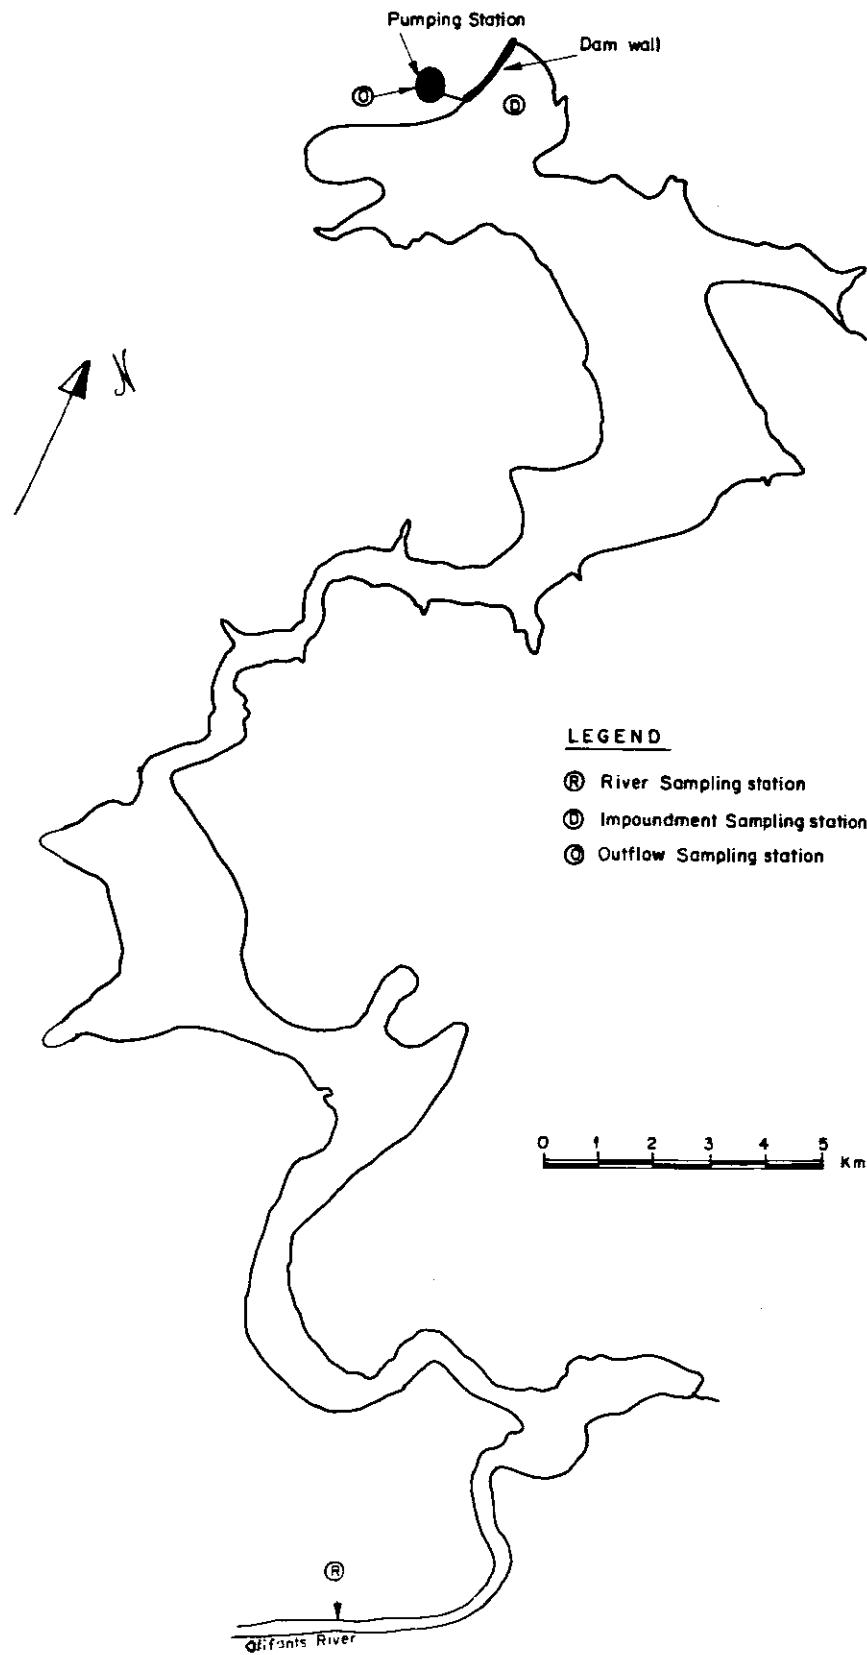 Pumping Station
Dam wall
O
D
N
LEGEND
R River Sampling station
D Impoundment Sampling station
O Outflow Sampling station
0 1 2 3 4 5
Km
R
Olifants River